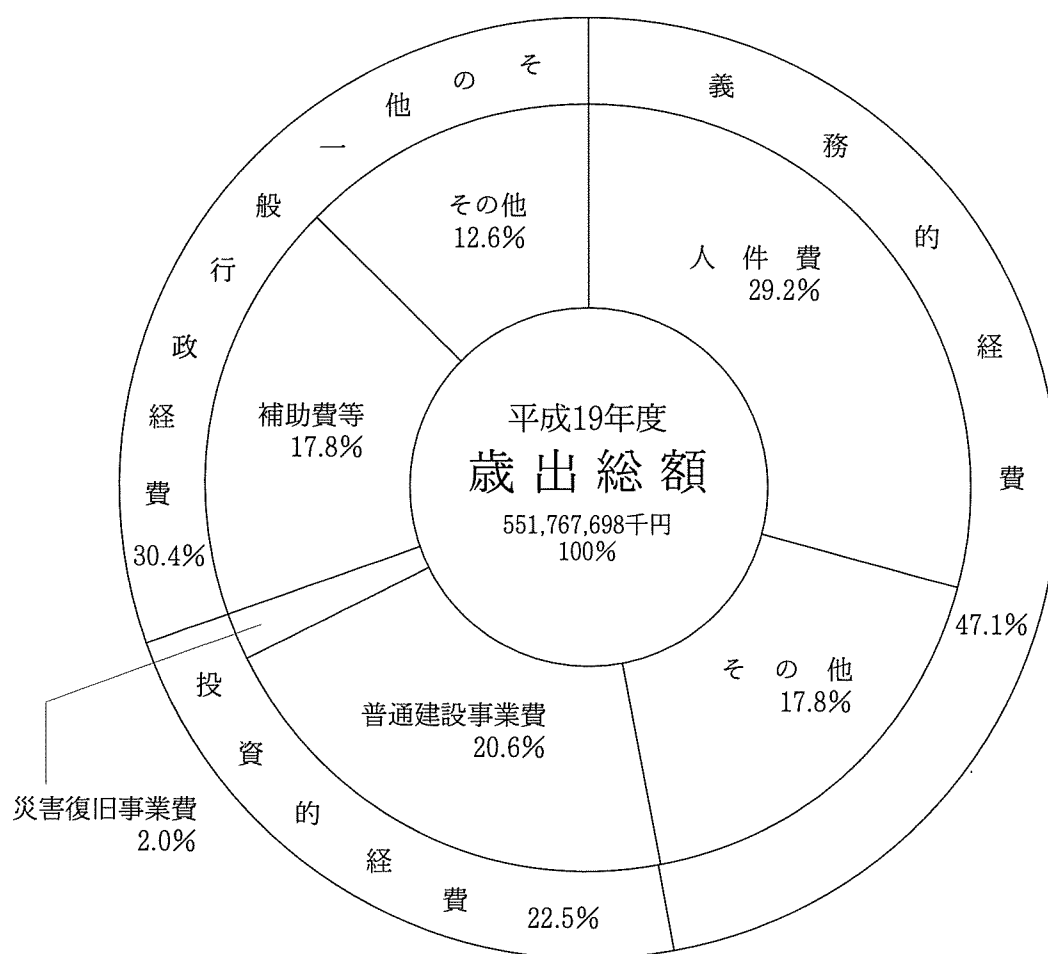 平成19年度
歳出総額
551,767,698千円
100%
義務的経費
47.1%
人件費
29.2%
その他
17.8%
投資的経費
22.5%
普通建設事業費
20.6%
災害復旧事業費
2.0%
その他一般行政経費
30.4%
補助費等
17.8%
その他
12.6%